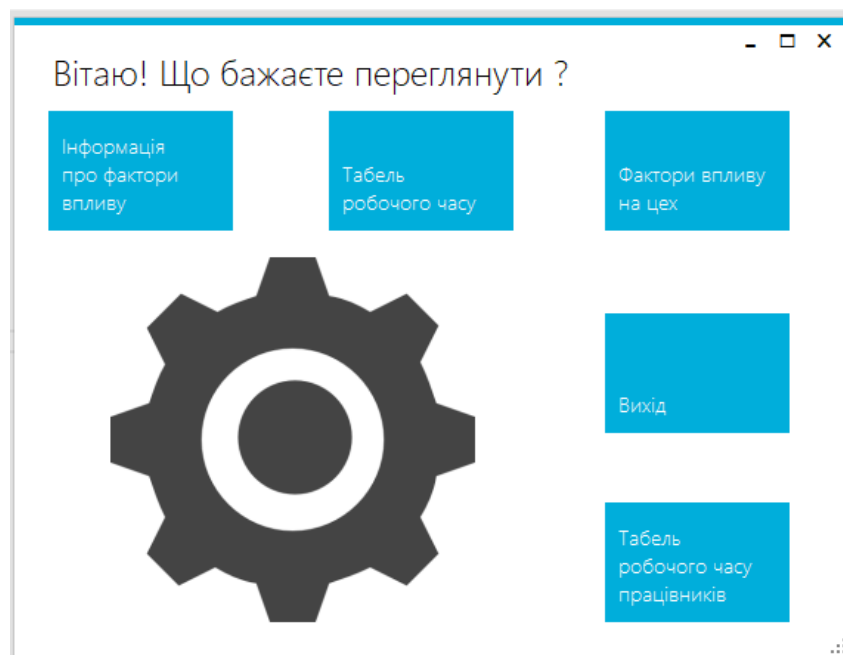 Вітаю! Що бажаєте переглянути ?
Інформація
про фактори
впливу
Табель
робочого часу
Фактори впливу
на цех
Вихід
Табель
робочого часу
працівників